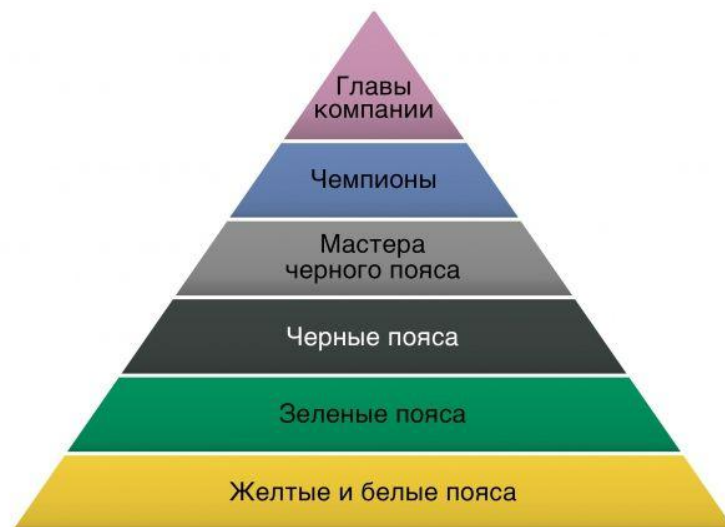 Главы
компании
Чемпионы
Мастера
черного пояса
Черные пояса
Зеленые пояса
Желтые и белые пояса